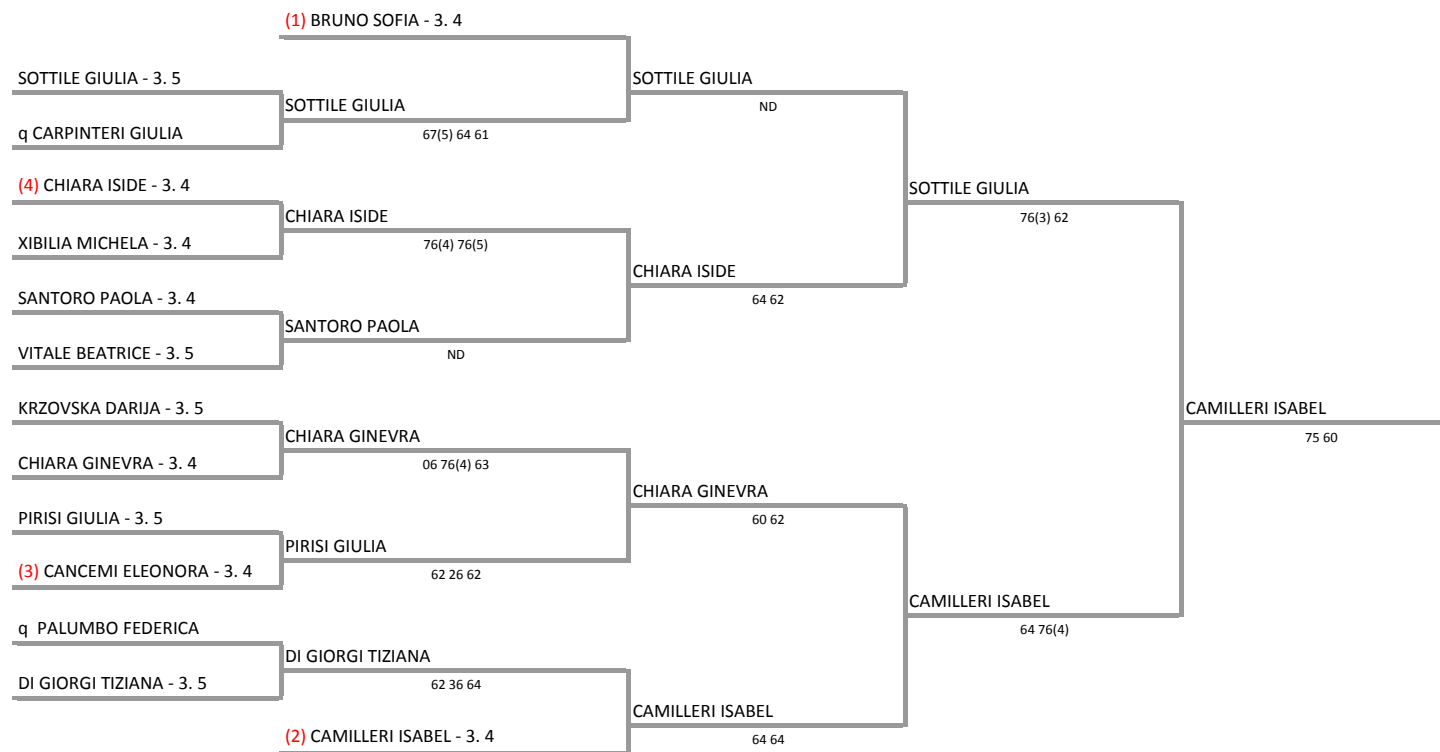 (1) BRUNO SOFIA - 3. 4
SOTTILE GIULIA - 3. 5
SOTTILE GIULIA
SOTTILE GIULIA
ND
q CARPINTERI GIULIA
67(5) 64 61
(4) CHIARA ISIDE - 3. 4
SOTTILE GIULIA
CHIARA ISIDE
76(3) 62
XIBILIA MICHELA - 3. 4
76(4) 76(5)
CHIARA ISIDE
SANTORO PAOLA - 3. 4
64 62
SANTORO PAOLA
VITALE BEATRICE - 3. 5
ND
KRZOVSKA DARIJA - 3. 5
CAMILLERI ISABEL
CHIARA GINEVRA
75 60
CHIARA GINEVRA - 3. 4
06 76(4) 63
CHIARA GINEVRA
PIRISI GIULIA - 3. 5
60 62
PIRISI GIULIA
(3) CANCEMI ELEONORA - 3. 4
62 26 62
CAMILLERI ISABEL
q PALUMBO FEDERICA
64 76(4)
DI GIORGI TIZIANA
DI GIORGI TIZIANA - 3. 5
62 36 64
CAMILLERI ISABEL
(2) CAMILLERI ISABEL - 3. 4
64 64